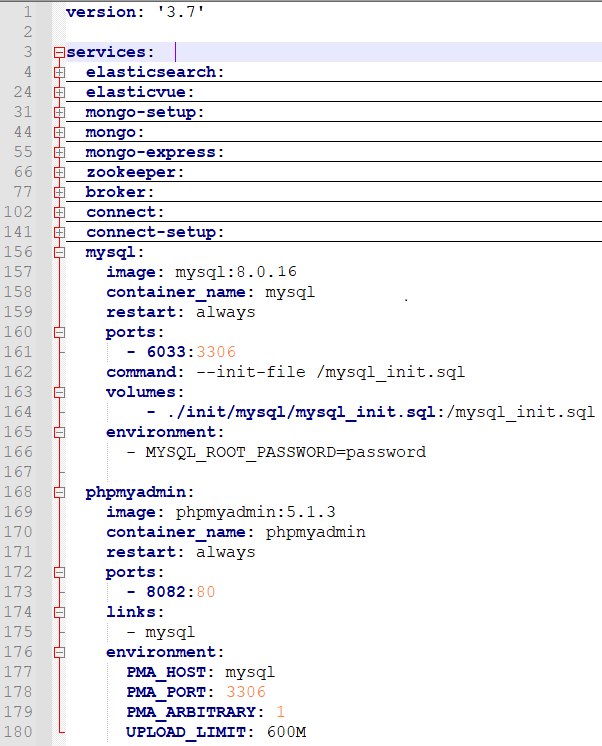 1 version: '3.7'
2
3 services:
4 elasticsearch:
24 elasticvue:
31 mongo-setup:
44 mongo:
55 mongo-express:
66 zookeeper:
77 broker:
102 connect:
141 connect-setup:
156 mysql:
157 image: mysql:8.0.16
158 container_name: mysql
159 restart: always
160 ports:
161 - 6033:3306
162 command: --init-file /mysql_init.sql
163 volumes:
164 - ./init/mysql/mysql_init.sql:/mysql_init.sql
165 environment:
166 - MYSQL_ROOT_PASSWORD=password
167
168 phpmyadmin:
169 image: phpmyadmin:5.1.3
170 container_name: phpmyadmin
171 restart: always
172 ports:
173 - 8082:80
174 links:
175 - mysql
176 environment:
177 PMA_HOST: mysql
178 PMA_PORT: 3306
179 PMA_ARBITRARY: 1
180 UPLOAD_LIMIT: 600M